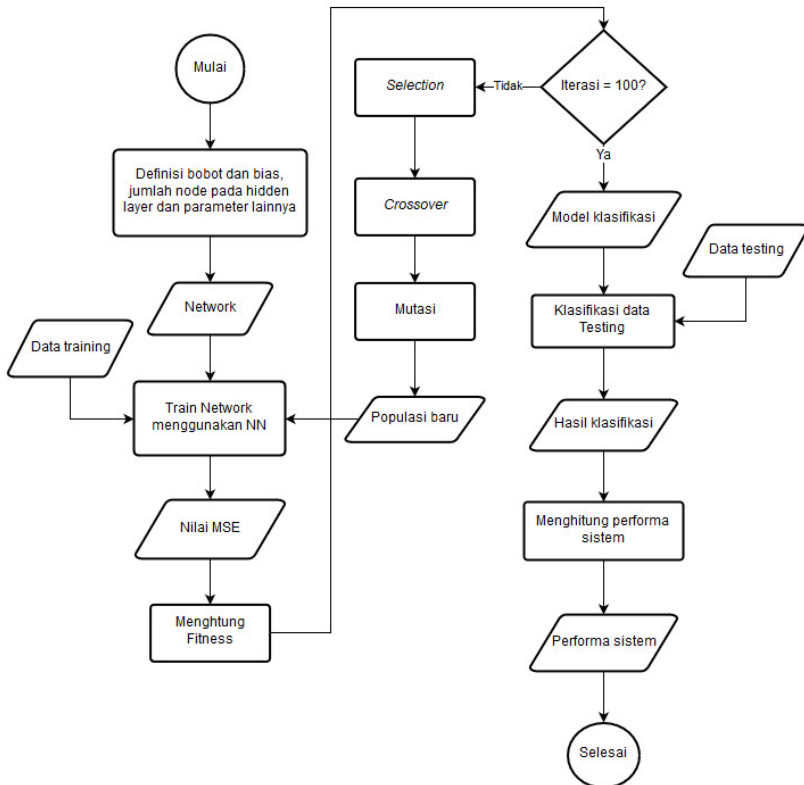 Mulai
Definisi bobot dan bias,
jumlah node pada hidden
layer dan parameter lainnya
Network
Data training
Train Network
menggunakan NN
Nilai MSE
Menghtung
Fitness
Iterasi = 100?
Tidak
Selection
Crossover
Mutasi
Populasi baru
Ya
Model klasifikasi
Data testing
Klasifikasi data
Testing
Hasil klasifikasi
Menghitung performa
sistem
Performa sistem
Selesai